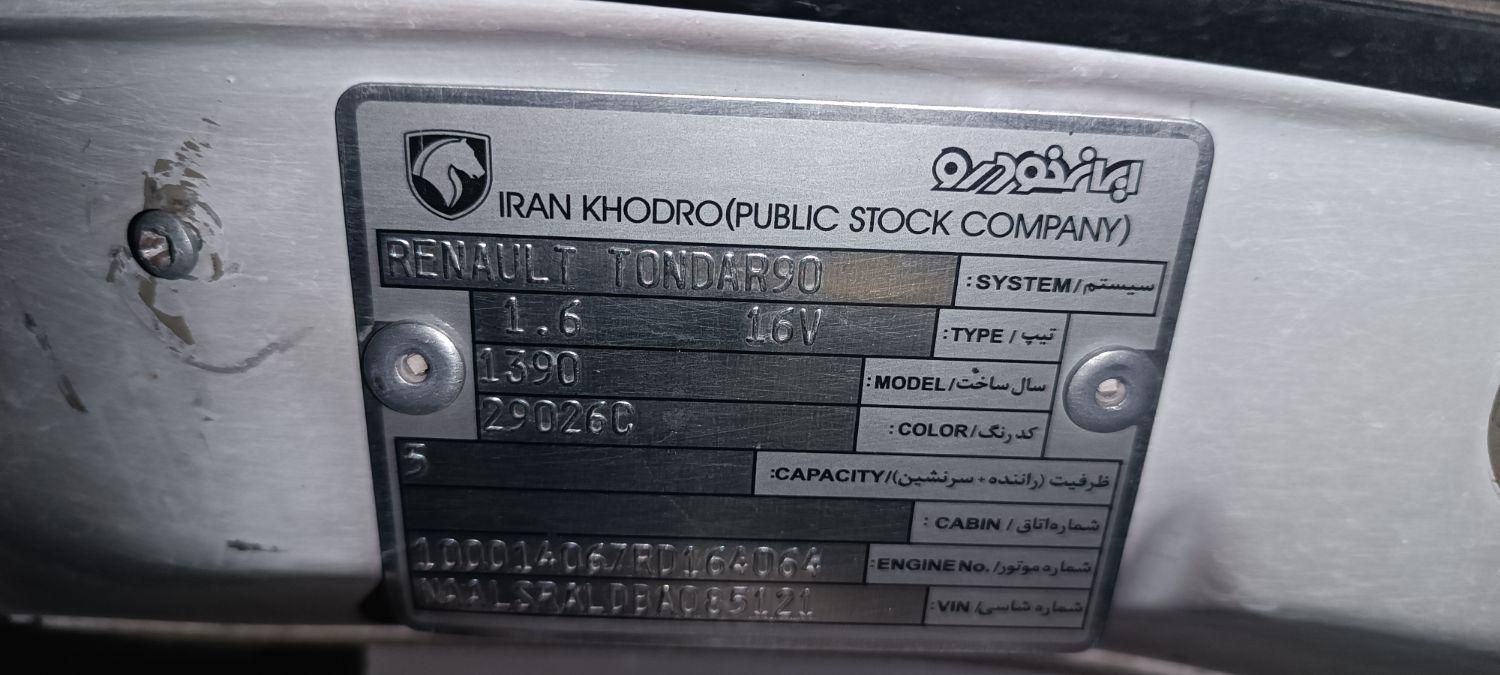 ایران خودرو
IRAN KHODRO(PUBLIC STOCK COMPANY)
RENAULT TONDAR90 :SYSTEM/سیستم
1.6 16V :TYPE / تیپ
1390 :MODEL/سال ساخت
29026C :COLOR/کد رنگ
5 :CAPACITY/(ظرفیت (راننده + سرنشین
:CABIN / شماره اتاق
100014067RD164064 :ENGINE No./شماره موتور
NAALSRALDBA085121 :VIN/شماره شاسی